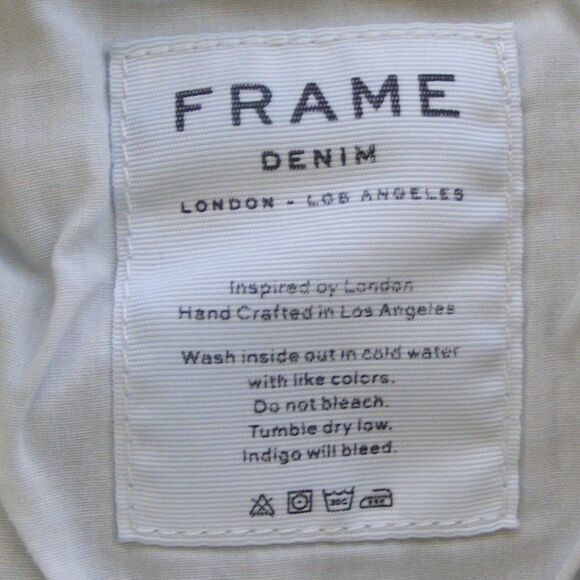 FRAME
DENIM
LONDON - LOS ANGELES
Inspired by London
Hand Crafted in Los Angeles
Wash inside out in cold water
with like colors.
Do not bleach.
Tumble dry low.
Indigo will bleed.